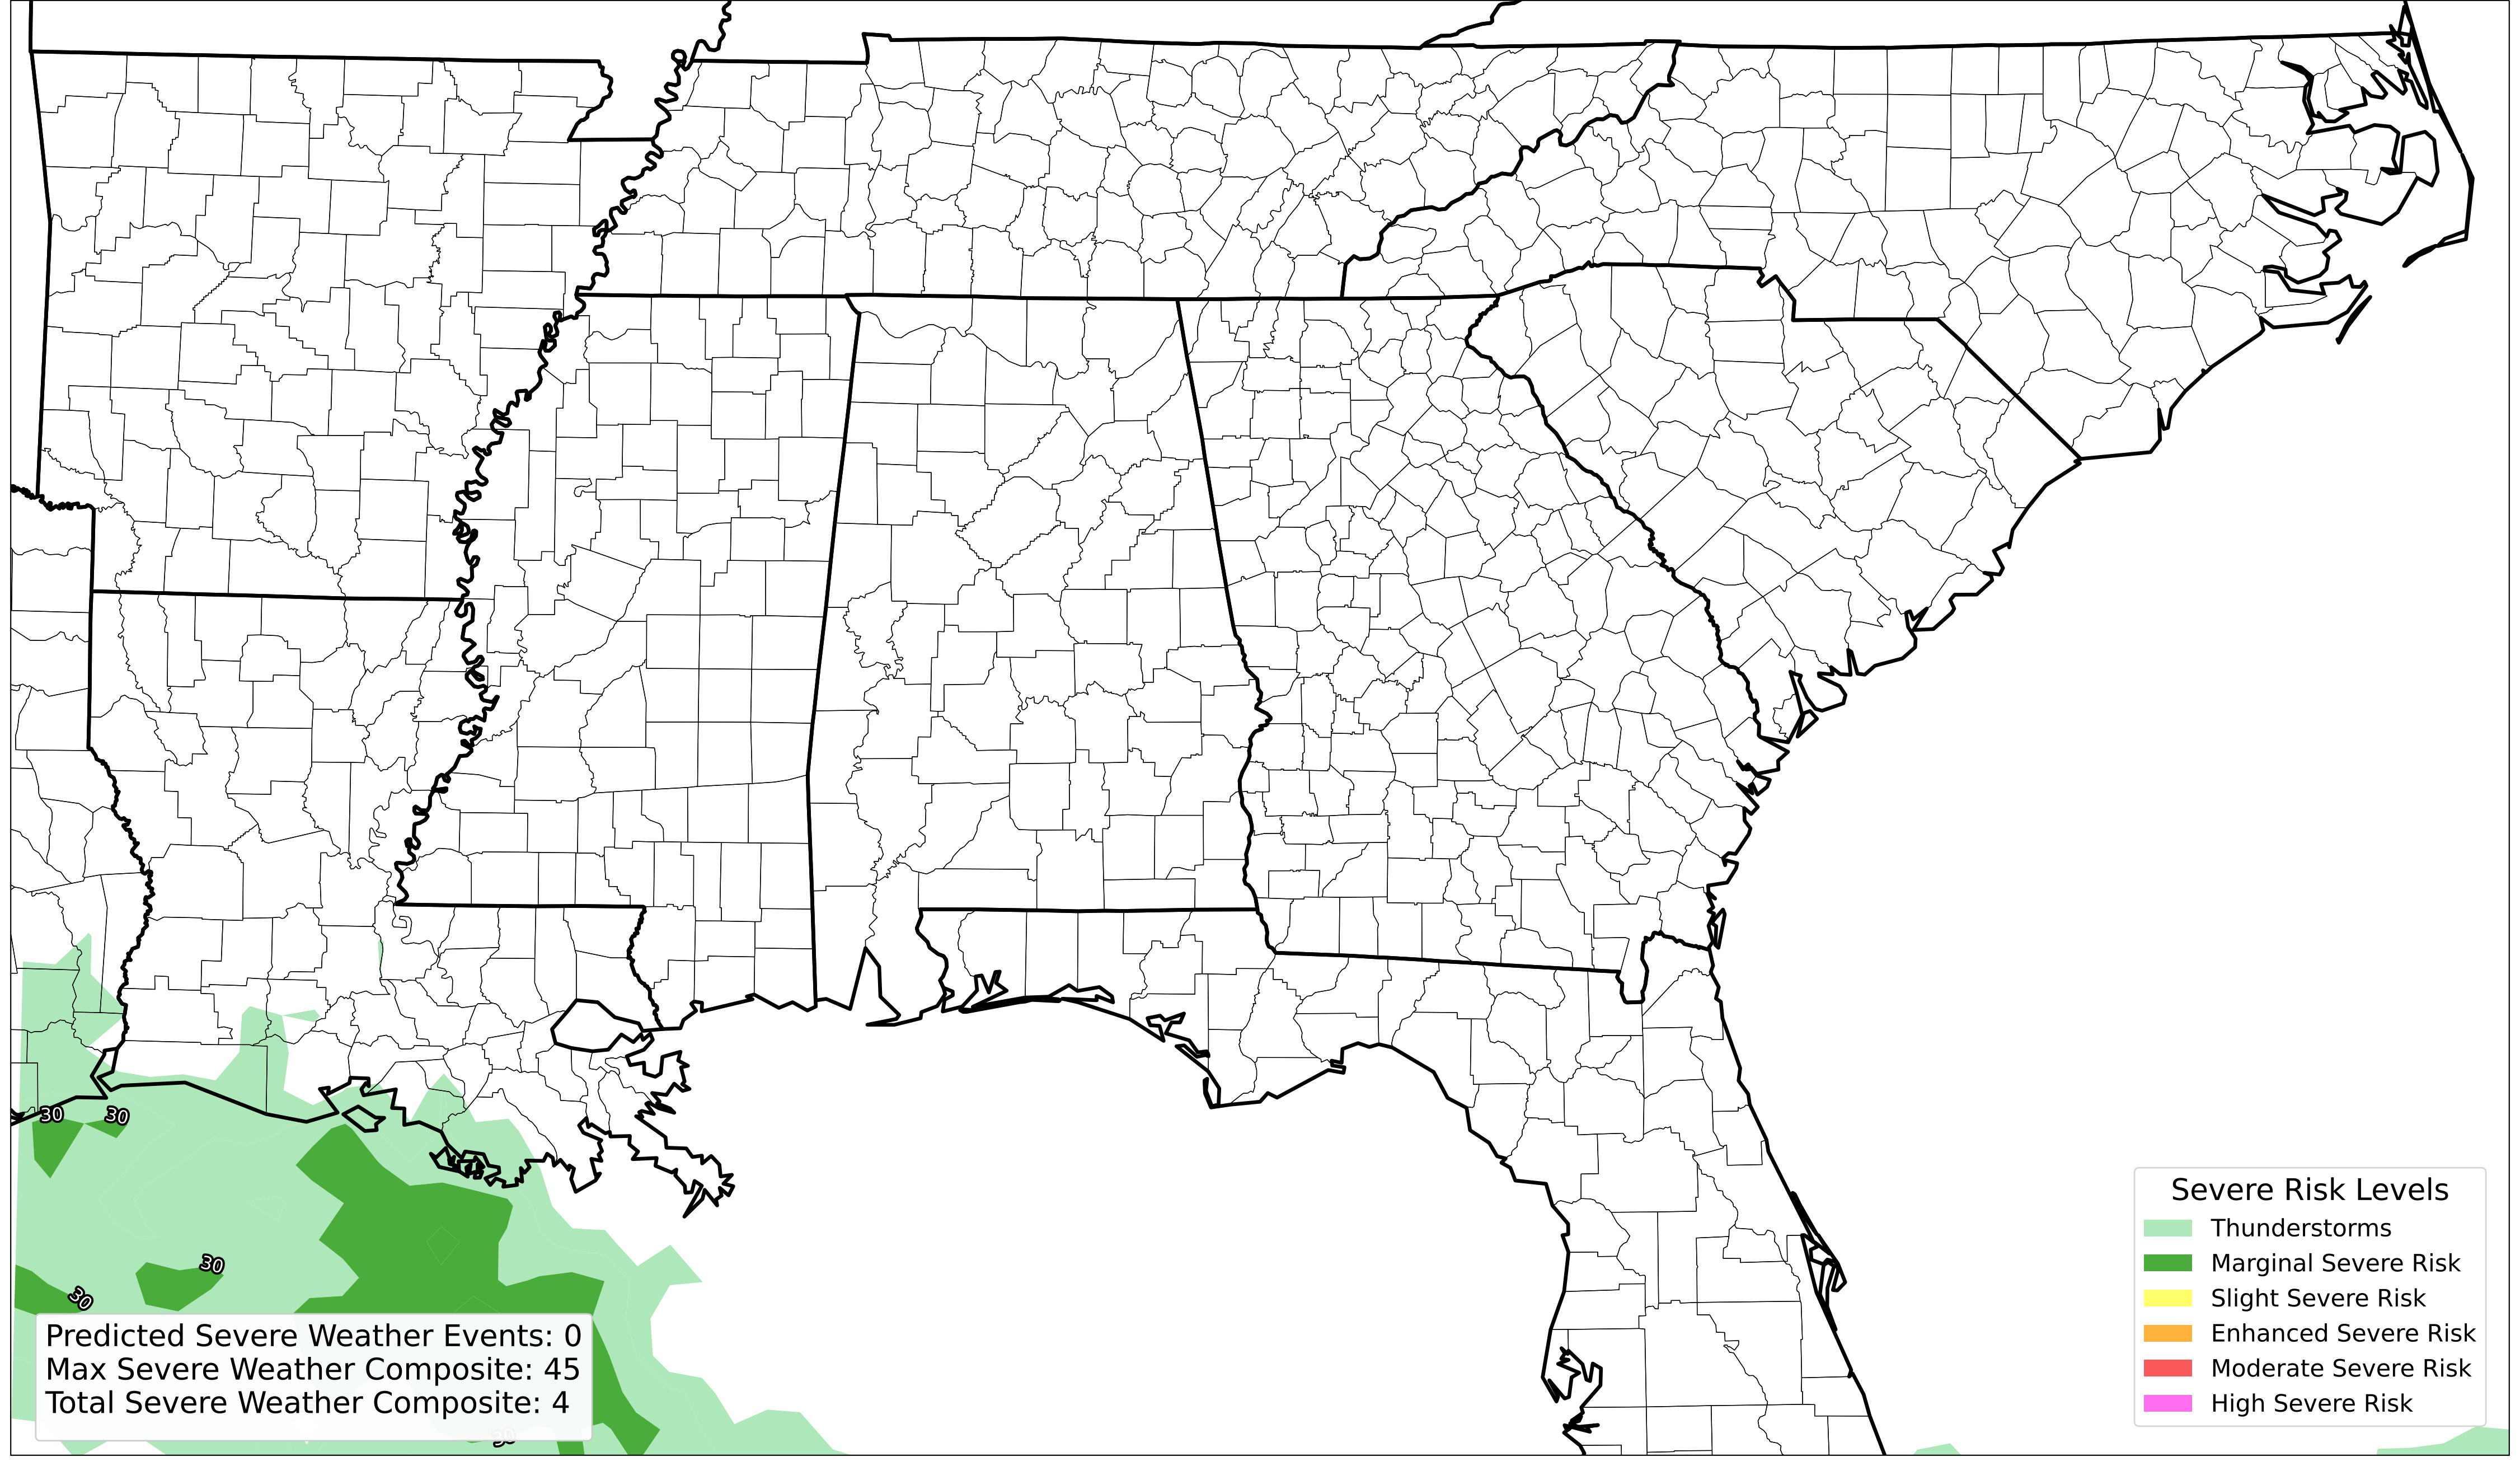 30
30
30
30
Predicted Severe Weather Events: 0
Max Severe Weather Composite: 45
Total Severe Weather Composite: 4
30
Severe Risk Levels
Thunderstorms
Marginal Severe Risk
Slight Severe Risk
Enhanced Severe Risk
Moderate Severe Risk
High Severe Risk